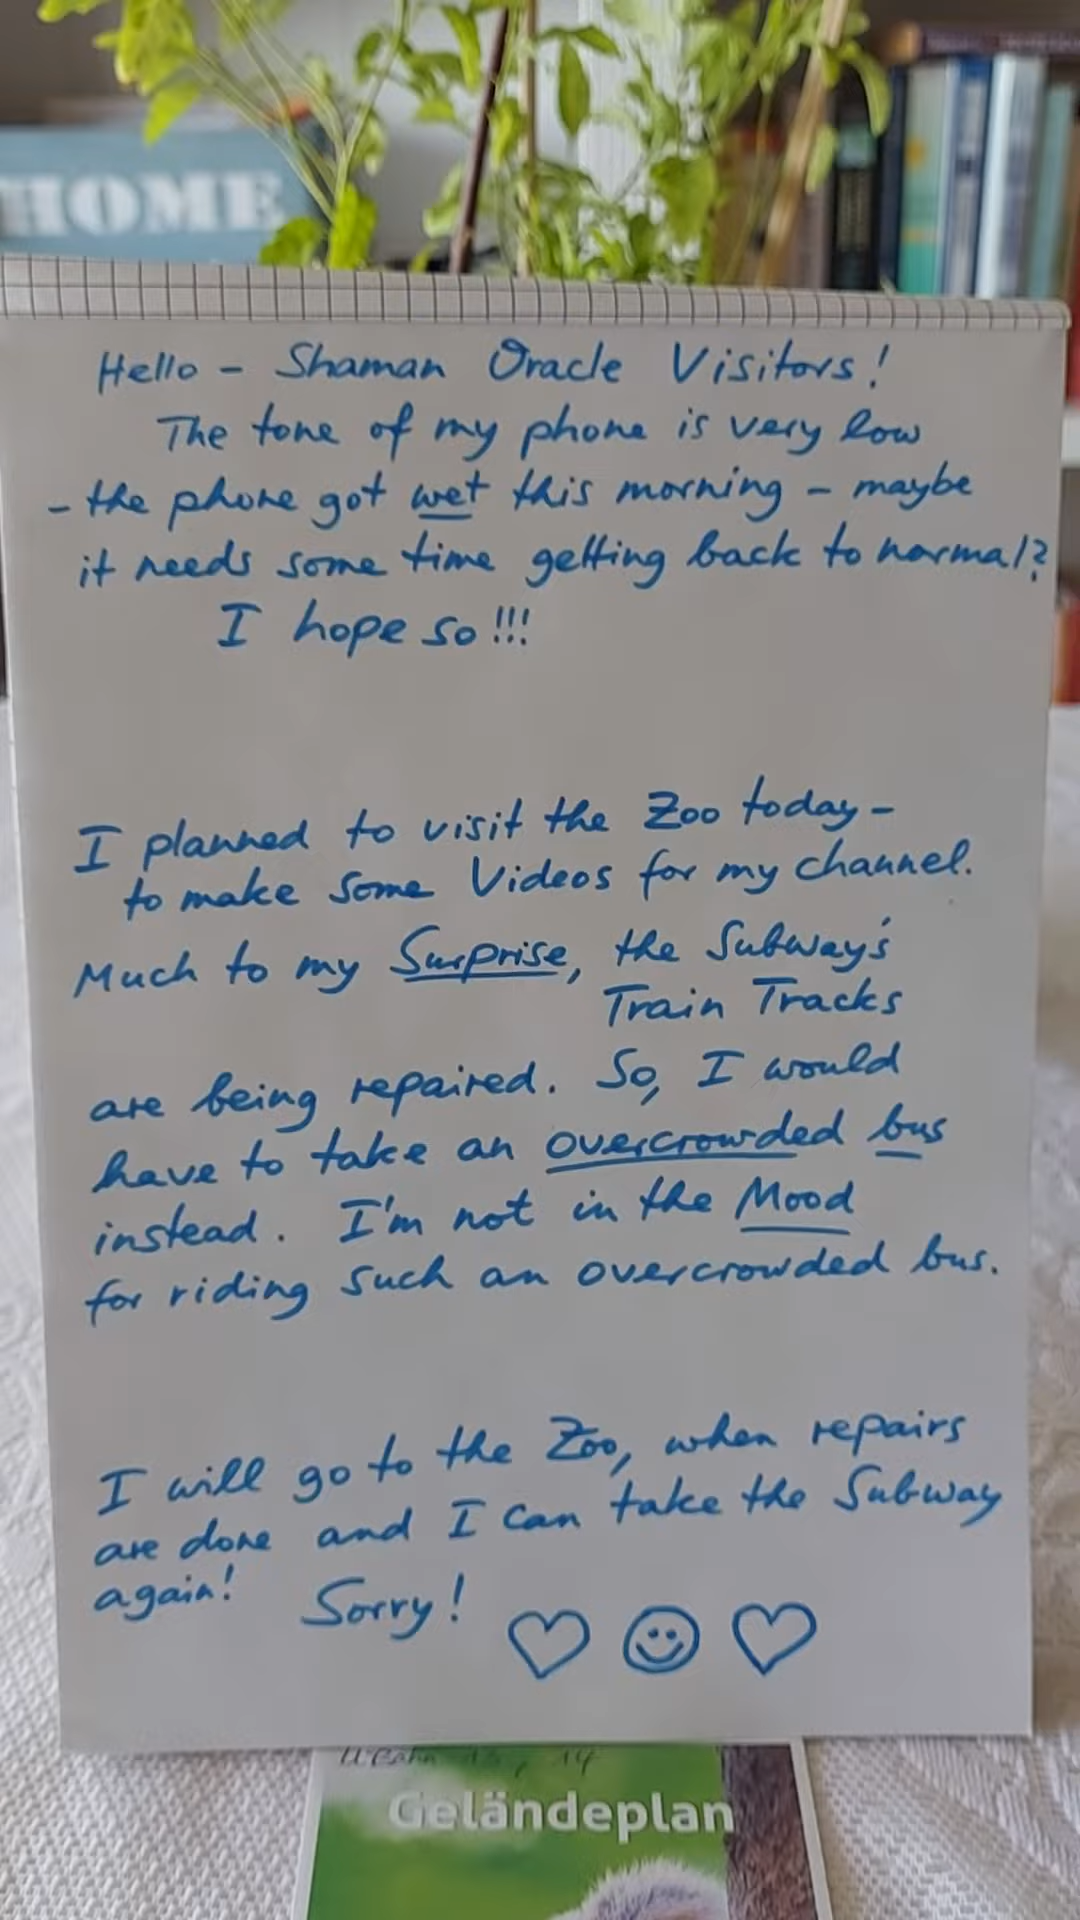 HOME
Hello - Shaman Oracle Visitors!
The tone of my phone is very low
- the phone got wet this morning - maybe
it needs some time getting back to normal?
I hope so!!!
I planned to visit the Zoo today -
to make some Videos for my channel.
Much to my Surprise, the Subway's
Train Tracks
are being repaired. So, I would
have to take an overcrowded bus
instead. I'm not in the Mood
for riding such an overcrowded bus.
I will go to the Zoo, when repairs
are done and I can take the Subway
again! Sorry! ♡ ☺ ♡
14
Geländeplan